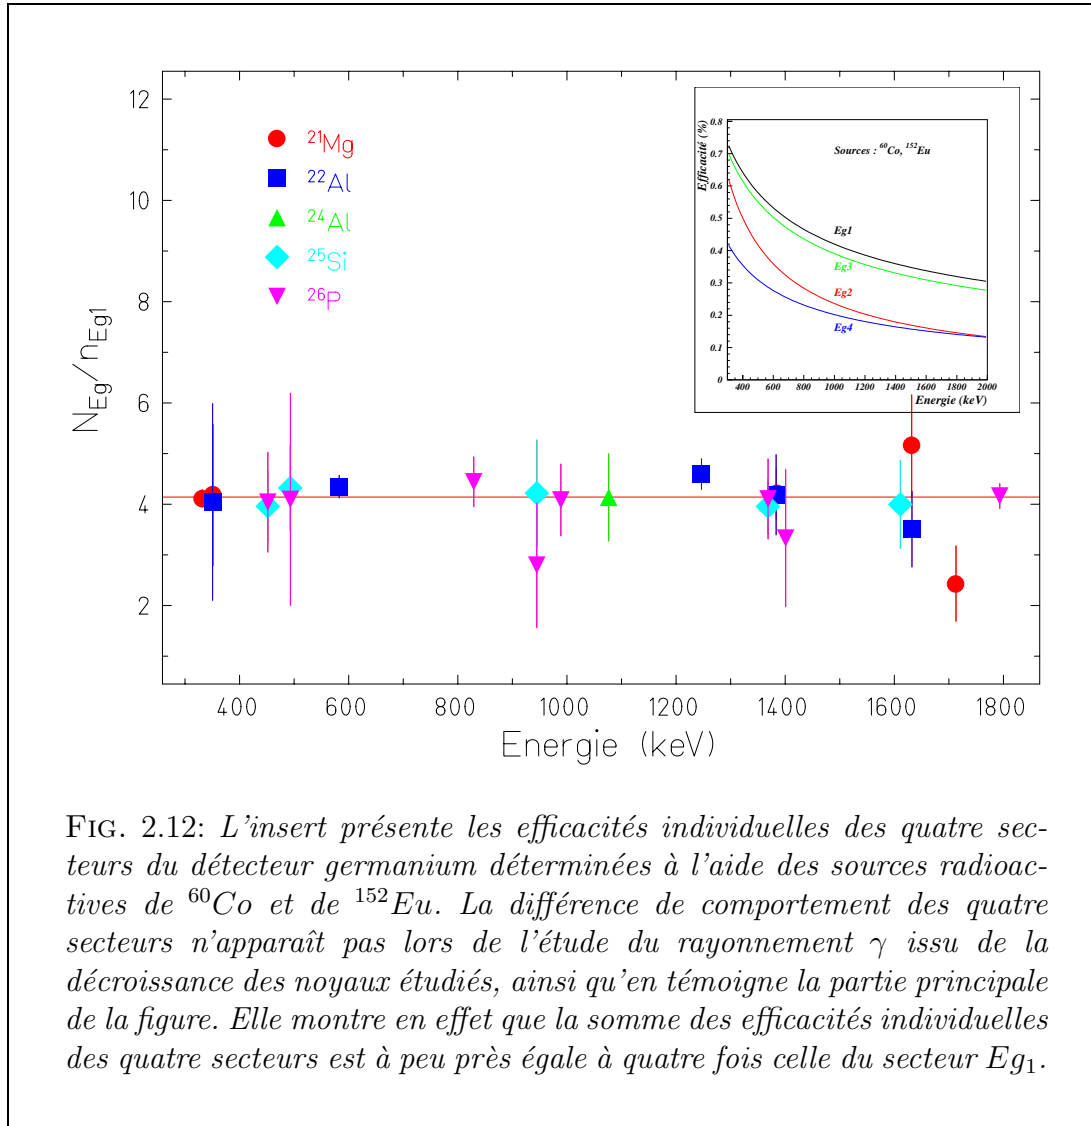 N_Eg/n_Eg1
12
10
8
6
4
2
²¹Mg
²²Al
²⁴Al
²⁵Si
²⁶P
Efficacité (%)
0.8
0.7
0.6
0.5
0.4
0.3
0.2
0.1
0
Sources : ⁶⁰Co, ¹⁵²Eu
Eg1
Eg3
Eg2
Eg4
400 600 800 1000 1200 1400 1600 1800 2000
Energie (keV)
400 600 800 1000 1200 1400 1600 1800
Energie (keV)
FIG. 2.12: L'insert présente les efficacités individuelles des quatre sec-
teurs du détecteur germanium déterminées à l'aide des sources radioac-
tives de ⁶⁰Co et de ¹⁵²Eu. La différence de comportement des quatre
secteurs n'apparaît pas lors de l'étude du rayonnement γ issu de la
décroissance des noyaux étudiés, ainsi qu'en témoigne la partie principale
de la figure. Elle montre en effet que la somme des efficacités individuelles
des quatre secteurs est à peu près égale à quatre fois celle du secteur Eg₁.